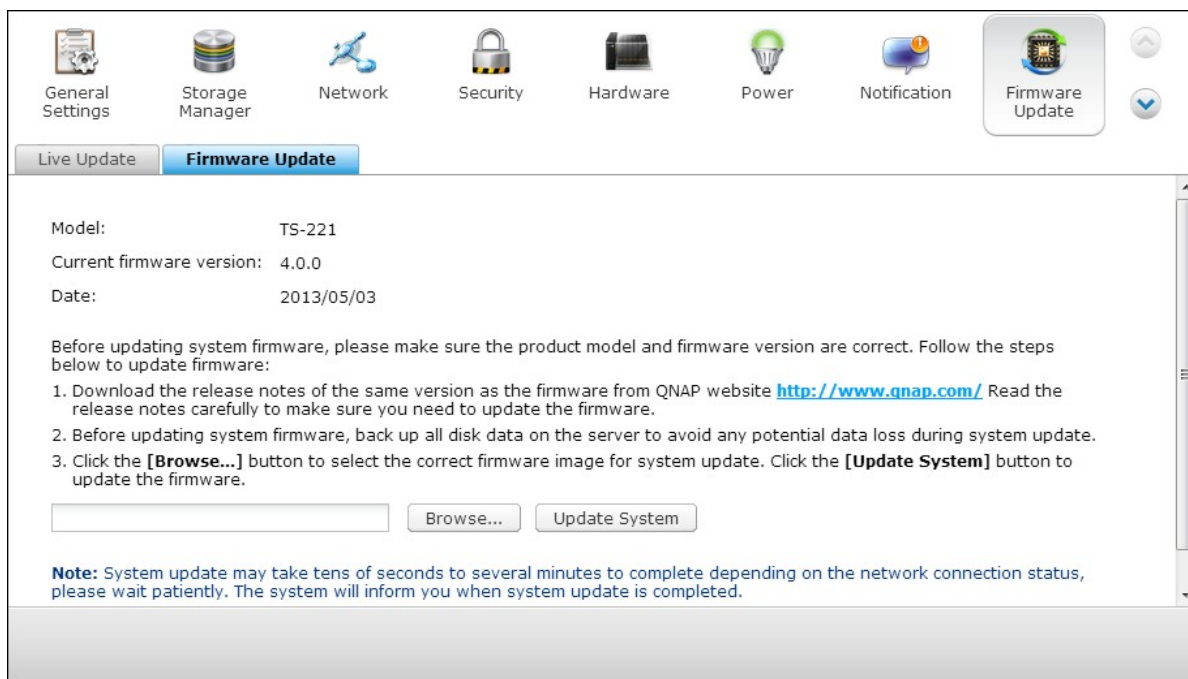 General
Settings
Storage
Manager
Network
Security
Hardware
Power
Notification
Firmware
Update
Live Update
Firmware Update
Model: TS-221
Current firmware version: 4.0.0
Date: 2013/05/03
Before updating system firmware, please make sure the product model and firmware version are correct. Follow the steps
below to update firmware:
1. Download the release notes of the same version as the firmware from QNAP website http://www.qnap.com/ Read the
release notes carefully to make sure you need to update the firmware.
2. Before updating system firmware, back up all disk data on the server to avoid any potential data loss during system update.
3. Click the [Browse...] button to select the correct firmware image for system update. Click the [Update System] button to
update the firmware.
Browse... Update System
Note: System update may take tens of seconds to several minutes to complete depending on the network connection status,
please wait patiently. The system will inform you when system update is completed.